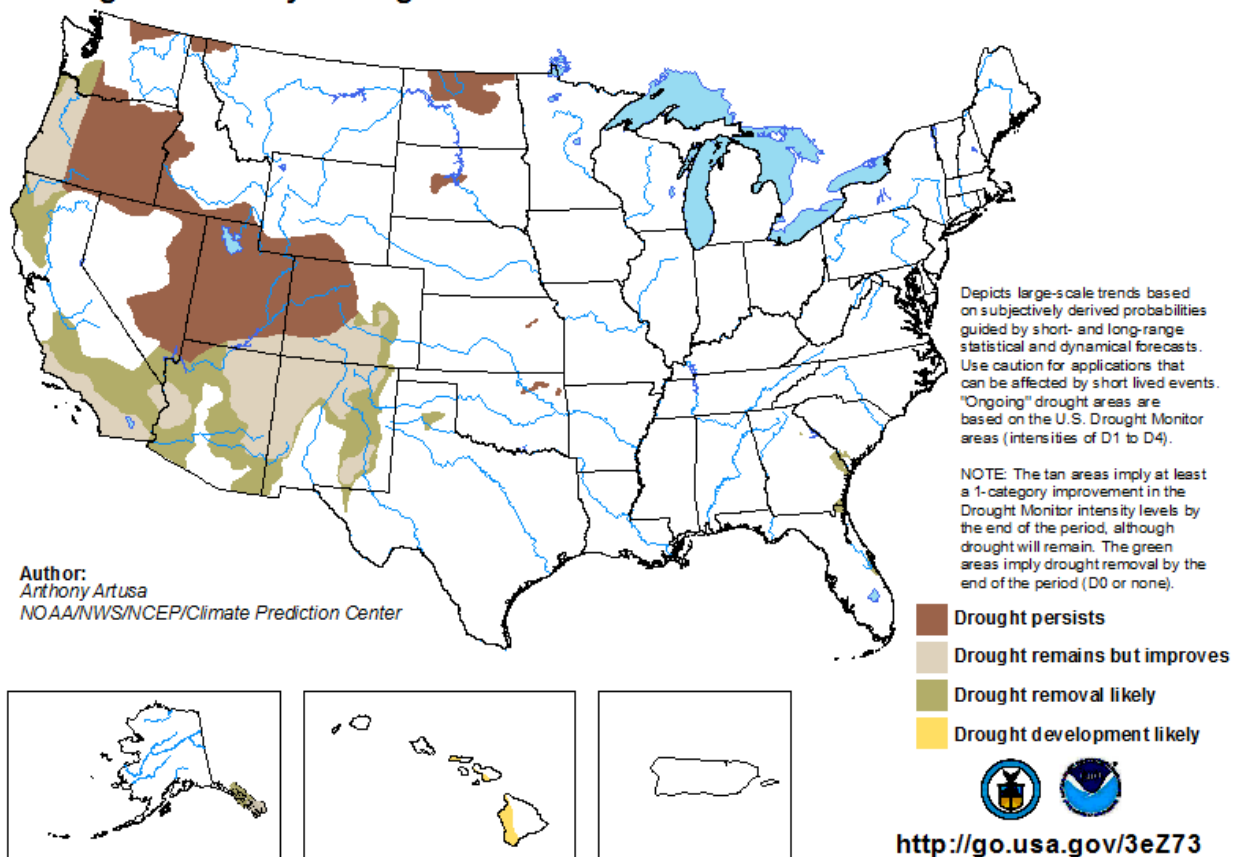 Depicts large-scale trends based
on subjectively derived probabilities
guided by short- and long-range
statistical and dynamical forecasts.
Use caution for applications that
can be affected by short lived events.
"Ongoing" drought areas are
based on the U.S. Drought Monitor
areas (intensities of D1 to D4).
NOTE: The tan areas imply at least
a 1-category improvement in the
Drought Monitor intensity levels by
the end of the period, although
drought will remain. The green
areas imply drought removal by the
end of the period (D0 or none).
Author:
Anthony Artusa
NOAA/NWS/NCEP/Climate Prediction Center
Drought persists
Drought remains but improves
Drought removal likely
Drought development likely
http://go.usa.gov/3eZ73